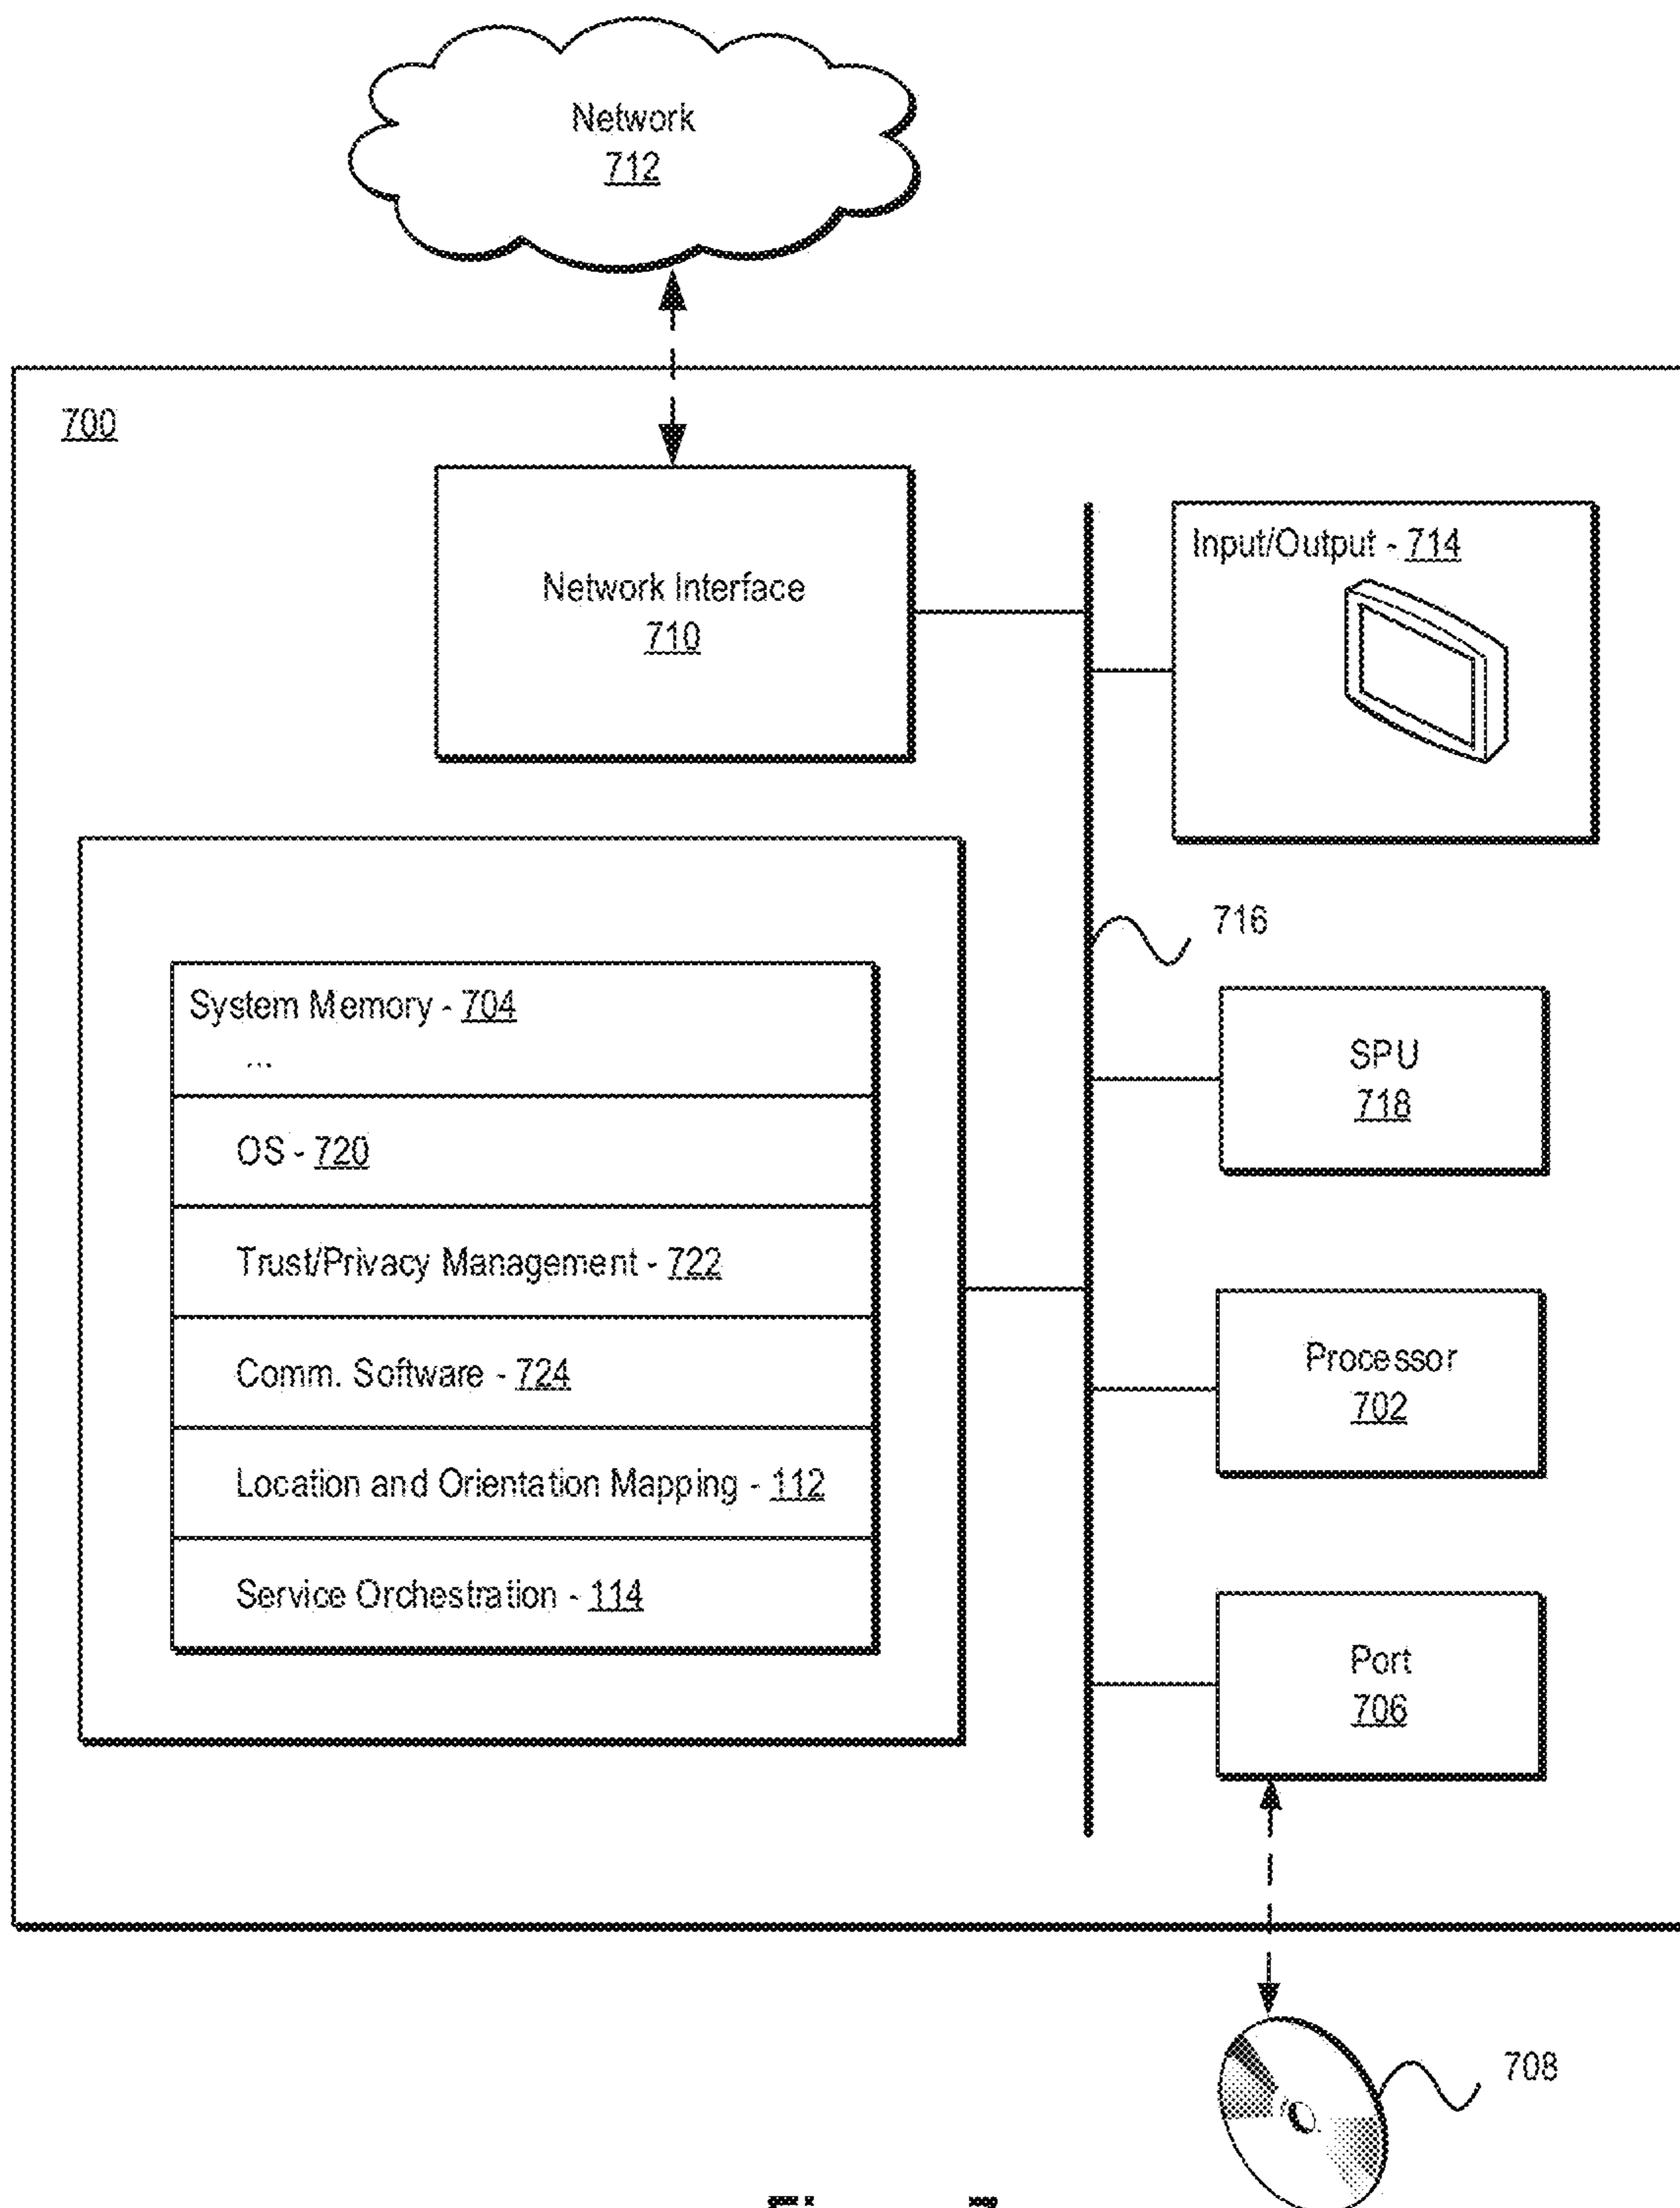 Network
712
700
Network Interface
710
Input/Output - 714
716
System Memory - 704
...
OS - 720
Trust/Privacy Management - 722
Comm. Software - 724
Location and Orientation Mapping - 112
Service Orchestration - 114
SPU
718
Processor
702
Port
706
708